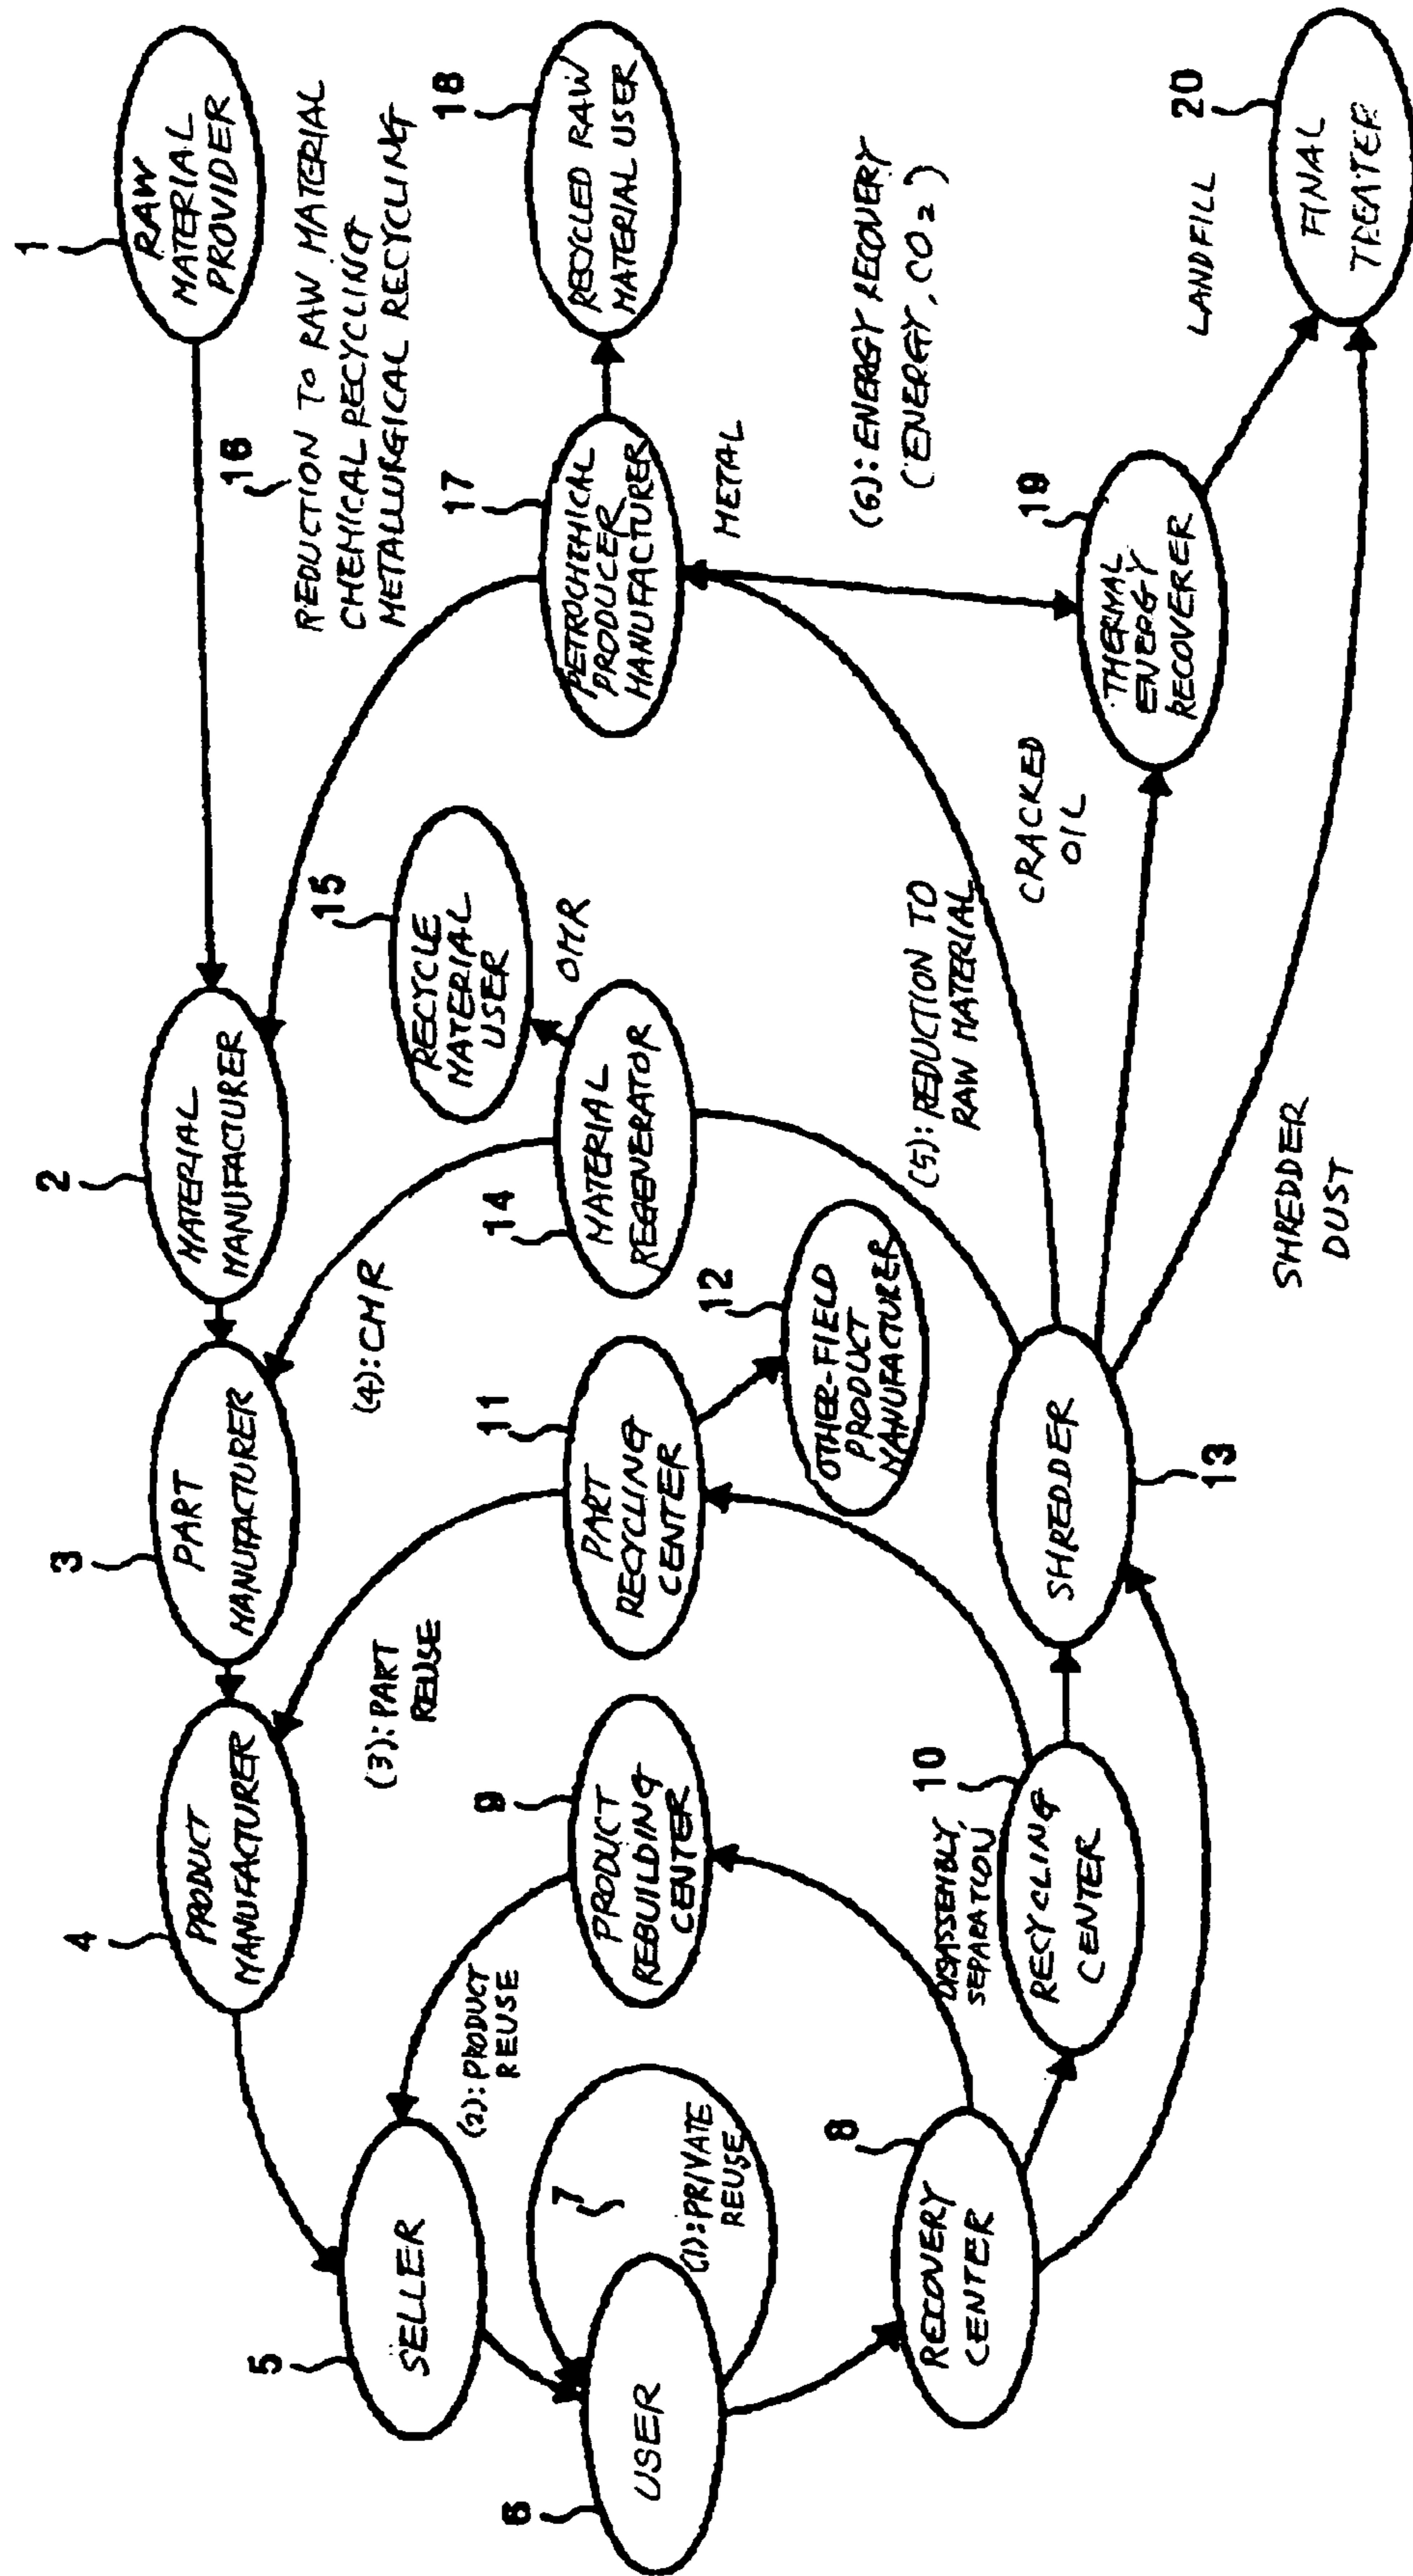 1
RAW
MATERIAL
PROVIDER
2
MATERIAL
MANUFACTURER
3
PART
MANUFACTURER
4
PRODUCT
MANUFACTURER
5
SELLER
6
USER
7
(1):PRIVATE
REUSE
(2):PRODUCT
REUSE
(3):PART
REUSE
(4):CMR
16
REDUCTION TO RAW MATERIAL
CHEMICAL RECYCLING
METALLURGICAL RECYCLING
8
RECOVERY
CENTER
9
PRODUCT
REBUILDING
CENTER
DISASSEMBLY,
SEPARATION
10
RECYCLING
CENTER
11
PART
RECYCLING
CENTER
12
OTHER-FIELD
PRODUCT
MANUFACTURER
SHREDDER
13
14
MATERIAL
REGENERATOR
OMR
15
RECYCLE
MATERIAL
USER
17
PETROCHEMICAL
PRODUCER
MANUFACTURER
18
RECYCLED RAW
MATERIAL USER
METAL
(5):REDUCTION TO
RAW MATERIAL
CRACKED
OIL
(6):ENERGY RECOVERY
(ENERGY, CO2)
19
THERMAL
ENERGY
RECOVERER
LANDFILL
20
FINAL
TREATER
SHREDDER
DUST